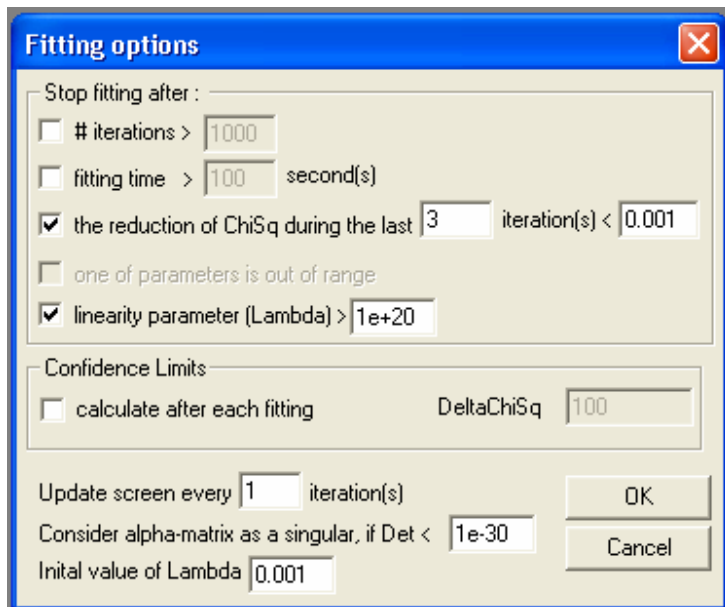 Fitting options
Stop fitting after :
# iterations > 1000
fitting time > 100 second(s)
the reduction of ChiSq during the last 3 iteration(s) < 0.001
one of parameters is out of range
linearity parameter (Lambda) > 1e+20
Confidence Limits
calculate after each fitting DeltaChiSq 100
Update screen every 1 iteration(s)
OK
Consider alpha-matrix as a singular, if Det < 1e-30
Cancel
Inital value of Lambda 0.001